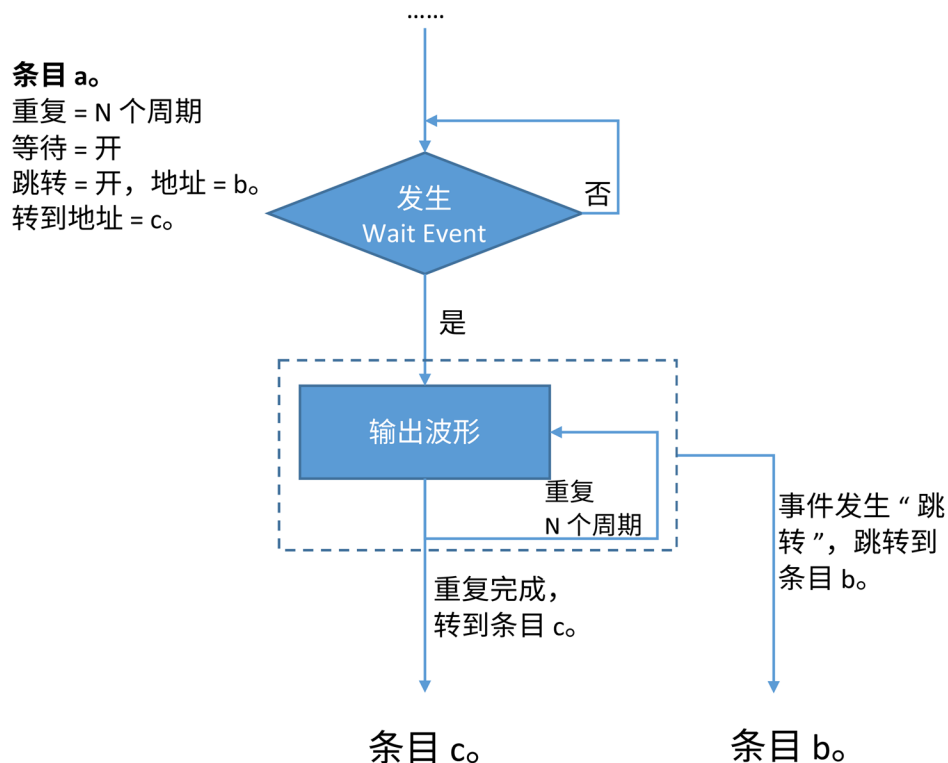 ……
条目 a。
重复 = N 个周期
等待 = 开
跳转 = 开，地址 = b。
转到地址 = c。
发生
Wait Event
否
是
输出波形
重复
N 个周期
事件发生 “ 跳
转 ”，跳转到
条目 b。
重复完成，
转到条目 c。
条目 c。
条目 b。